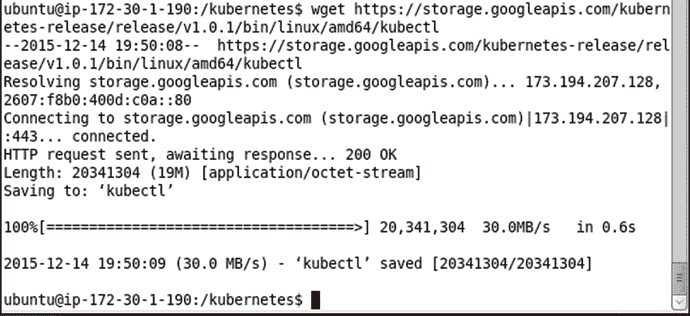 ubuntu@ip-172-30-1-190:/kubernetes$ wget https://storage.googleapis.com/kubern
etes-release/release/v1.0.1/bin/linux/amd64/kubectl
--2015-12-14 19:50:08--  https://storage.googleapis.com/kubernetes-release/rel
ease/v1.0.1/bin/linux/amd64/kubectl
Resolving storage.googleapis.com (storage.googleapis.com)... 173.194.207.128,
2607:f8b0:400d:c0a::80
Connecting to storage.googleapis.com (storage.googleapis.com)|173.194.207.128|
:443... connected.
HTTP request sent, awaiting response... 200 OK
Length: 20341304 (19M) [application/octet-stream]
Saving to: ‘kubectl’
100%[=====================================>] 20,341,304  30.0MB/s   in 0.6s
2015-12-14 19:50:09 (30.0 MB/s) - ‘kubectl’ saved [20341304/20341304]
ubuntu@ip-172-30-1-190:/kubernetes$